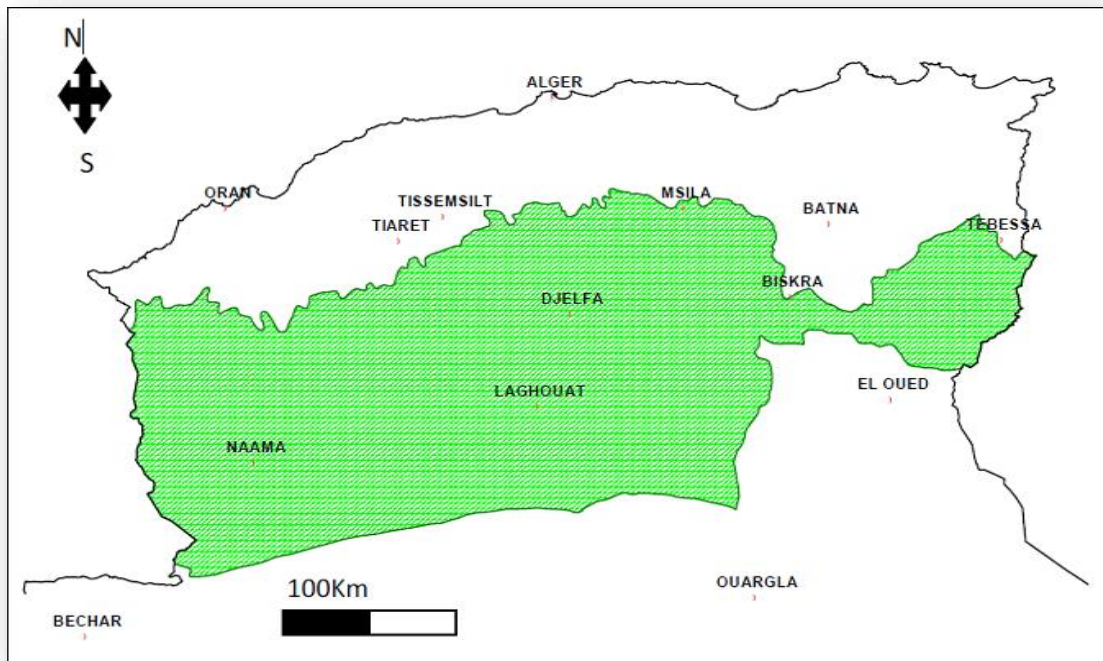 N
S
ALGER
ORAN
TISSEMSILT
MSILA
TIARET
BATNA
TEBESSA
BISKRA
DJELFA
EL OUED
LAGHOUAT
NAAMA
100Km
OUARGLA
BECHAR